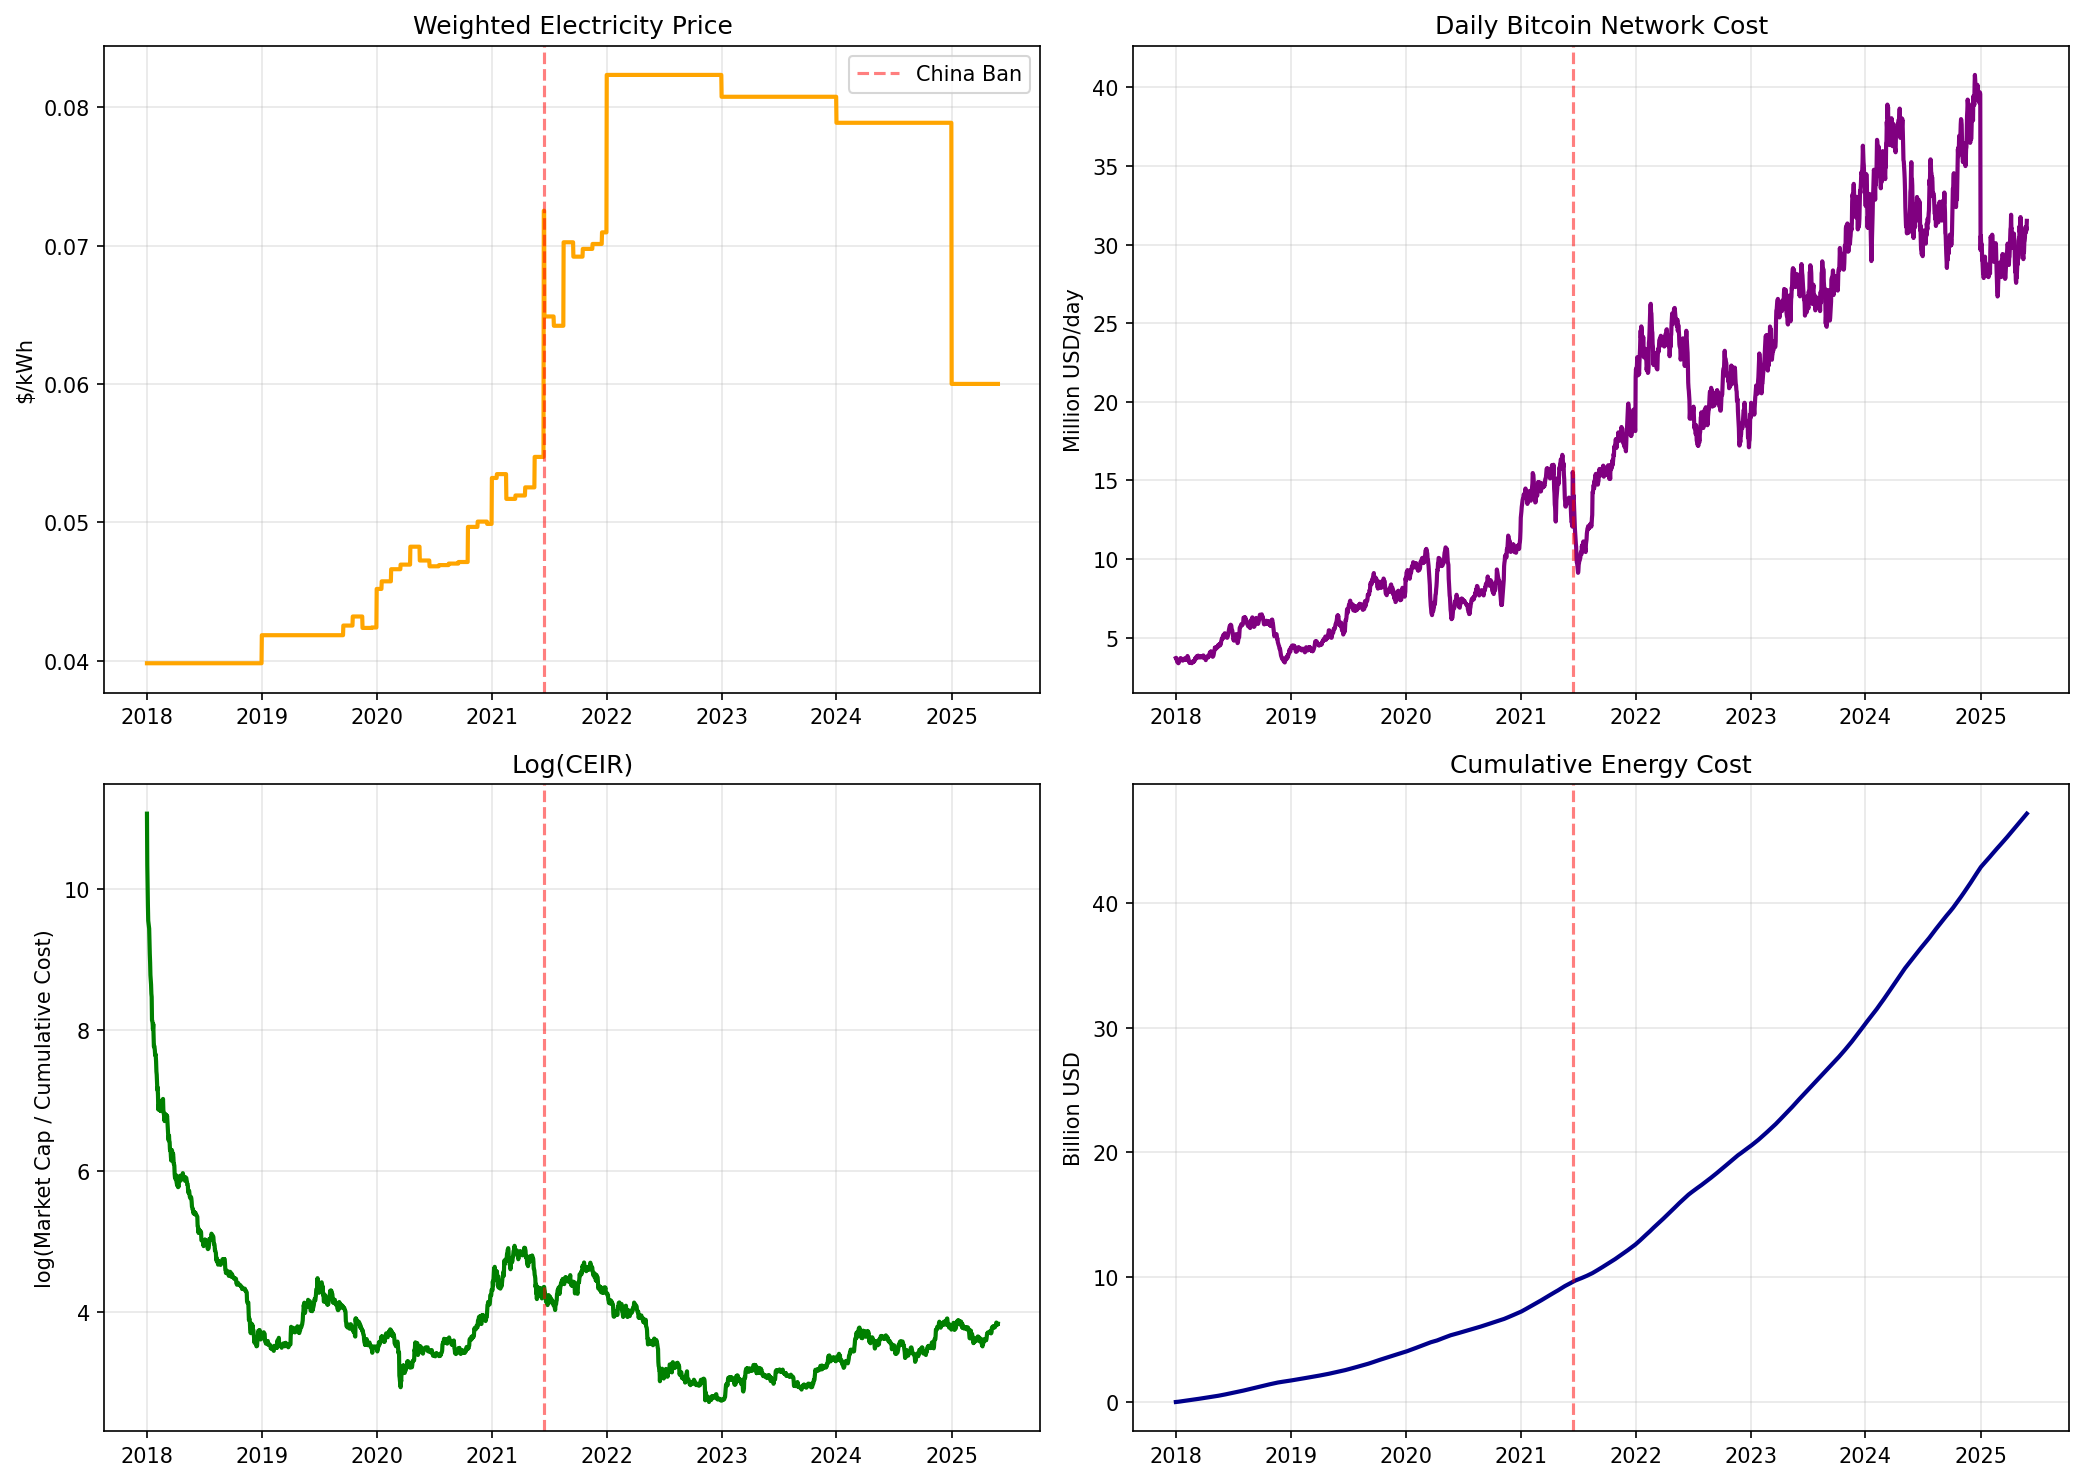 Weighted Electricity Price
$/kWh
0.08
0.07
0.06
0.05
0.04
China Ban
2018 2019 2020 2021 2022 2023 2024 2025
Daily Bitcoin Network Cost
Million USD/day
40
35
30
25
20
15
10
5
2018 2019 2020 2021 2022 2023 2024 2025
Log(CEIR)
log(Market Cap / Cumulative Cost)
10
8
6
4
2018 2019 2020 2021 2022 2023 2024 2025
Cumulative Energy Cost
Billion USD
40
30
20
10
0
2018 2019 2020 2021 2022 2023 2024 2025